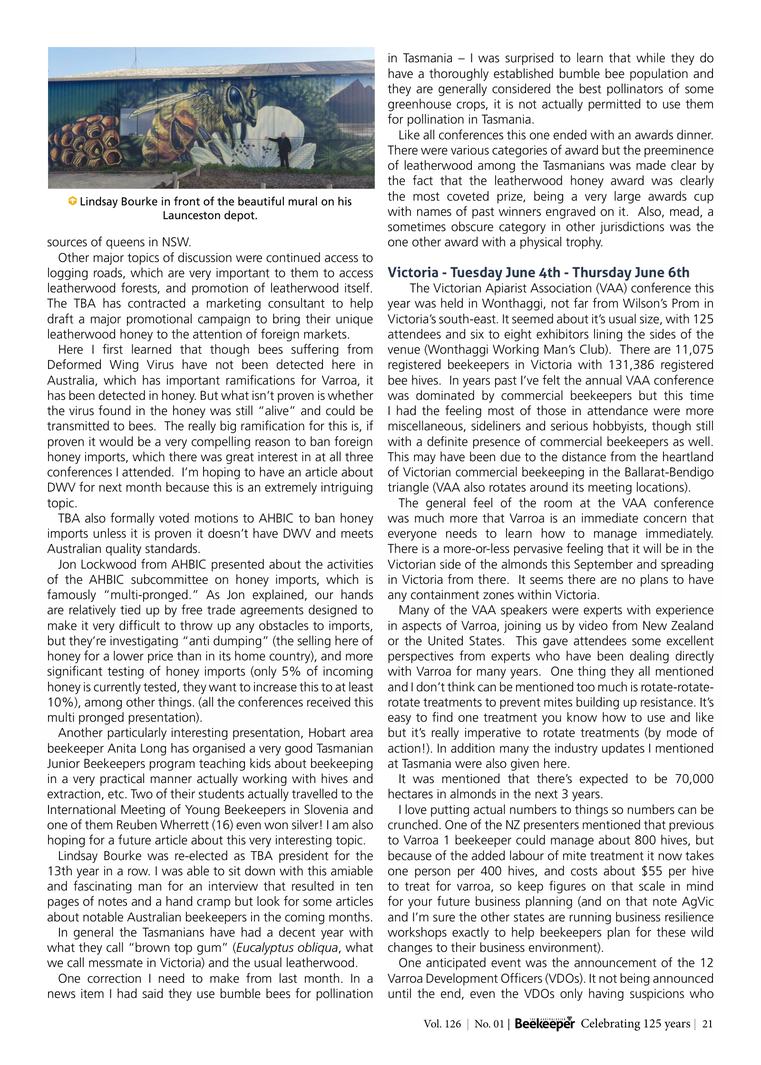 Lindsay Bourke in front of the beautiful mural on his
Launceston depot.
sources of queens in NSW.
Other major topics of discussion were continued access to
logging roads, which are very important to them to access
leatherwood forests, and promotion of leatherwood itself.
The TBA has contracted a marketing consultant to help
draft a major promotional campaign to bring their unique
leatherwood honey to the attention of foreign markets.
Here I first learned that though bees suffering from
Deformed Wing Virus have not been detected here in
Australia, which has important ramifications for Varroa, it
has been detected in honey. But what isn't proven is whether
the virus found in the honey was still "alive" and could be
transmitted to bees. The really big ramification for this is, if
proven it would be a very compelling reason to ban foreign
honey imports, which there was great interest in at all three
conferences I attended. I'm hoping to have an article about
DWV for next month because this is an extremely intriguing
topic.
TBA also formally voted motions to AHBIC to ban honey
imports unless it is proven it doesn't have DWV and meets
Australian quality standards.
Jon Lockwood from AHBIC presented about the activities
of the AHBIC subcommittee on honey imports, which is
famously "multi-pronged." As Jon explained, our hands
are relatively tied up by free trade agreements designed to
make it very difficult to throw up any obstacles to imports,
but they're investigating "anti dumping" (the selling here of
honey for a lower price than in its home country), and more
significant testing of honey imports (only 5% of incoming
honey is currently tested, they want to increase this to at least
10%), among other things. (all the conferences received this
multi pronged presentation).
Another particularly interesting presentation, Hobart area
beekeeper Anita Long has organised a very good Tasmanian
Junior Beekeepers program teaching kids about beekeeping
in a very practical manner actually working with hives and
extraction, etc. Two of their students actually travelled to the
International Meeting of Young Beekeepers in Slovenia and
one of them Reuben Wherrett (16) even won silver! I am also
hoping for a future article about this very interesting topic.
Lindsay Bourke was re-elected as TBA president for the
13th year in a row. I was able to sit down with this amiable
and fascinating man for an interview that resulted in ten
pages of notes and a hand cramp but look for some articles
about notable Australian beekeepers in the coming months.
In general the Tasmanians have had a decent year with
what they call "brown top gum" (Eucalyptus obliqua, what
we call messmate in Victoria) and the usual leatherwood.
One correction I need to make from last month. In a
news item I had said they use bumble bees for pollination
in Tasmania – I was surprised to learn that while they do
have a thoroughly established bumble bee population and
they are generally considered the best pollinators of some
greenhouse crops, it is not actually permitted to use them
for pollination in Tasmania.
Like all conferences this one ended with an awards dinner.
There were various categories of award but the preeminence
of leatherwood among the Tasmanians was made clear by
the fact that the leatherwood honey award was clearly
the most coveted prize, being a very large awards cup
with names of past winners engraved on it. Also, mead, a
sometimes obscure category in other jurisdictions was the
one other award with a physical trophy.
Victoria - Tuesday June 4th - Thursday June 6th
The Victorian Apiarist Association (VAA) conference this
year was held in Wonthaggi, not far from Wilson's Prom in
Victoria's south-east. It seemed about it's usual size, with 125
attendees and six to eight exhibitors lining the sides of the
venue (Wonthaggi Working Man's Club). There are 11,075
registered beekeepers in Victoria with 131,386 registered
bee hives. In years past I've felt the annual VAA conference
was dominated by commercial beekeepers but this time
I had the feeling most of those in attendance were more
miscellaneous, sideliners and serious hobbyists, though still
with a definite presence of commercial beekeepers as well.
This may have been due to the distance from the heartland
of Victorian commercial beekeeping in the Ballarat-Bendigo
triangle (VAA also rotates around its meeting locations).
The general feel of the room at the VAA conference
was much more that Varroa is an immediate concern that
everyone needs to learn how to manage immediately.
There is a more-or-less pervasive feeling that it will be in the
Victorian side of the almonds this September and spreading
in Victoria from there. It seems there are no plans to have
any containment zones within Victoria.
Many of the VAA speakers were experts with experience
in aspects of Varroa, joining us by video from New Zealand
or the United States. This gave attendees some excellent
perspectives from experts who have been dealing directly
with Varroa for many years. One thing they all mentioned
and I don't think can be mentioned too much is rotate-rotate-
rotate treatments to prevent mites building up resistance. It's
easy to find one treatment you know how to use and like
but it's really imperative to rotate treatments (by mode of
action!). In addition many the industry updates I mentioned
at Tasmania were also given here.
It was mentioned that there's expected to be 70,000
hectares in almonds in the next 3 years.
I love putting actual numbers to things so numbers can be
crunched. One of the NZ presenters mentioned that previous
to Varroa 1 beekeeper could manage about 800 hives, but
because of the added labour of mite treatment it now takes
one person per 400 hives, and costs about $55 per hive
to treat for varroa, so keep figures on that scale in mind
for your future business planning (and on that note AgVic
and I'm sure the other states are running business resilience
workshops exactly to help beekeepers plan for these wild
changes to their business environment).
One anticipated event was the announcement of the 12
Varroa Development Officers (VDOs). It not being announced
until the end, even the VDOs only having suspicions who
Vol. 126 | No. 01 | Beekeeper Celebrating 125 years | 21